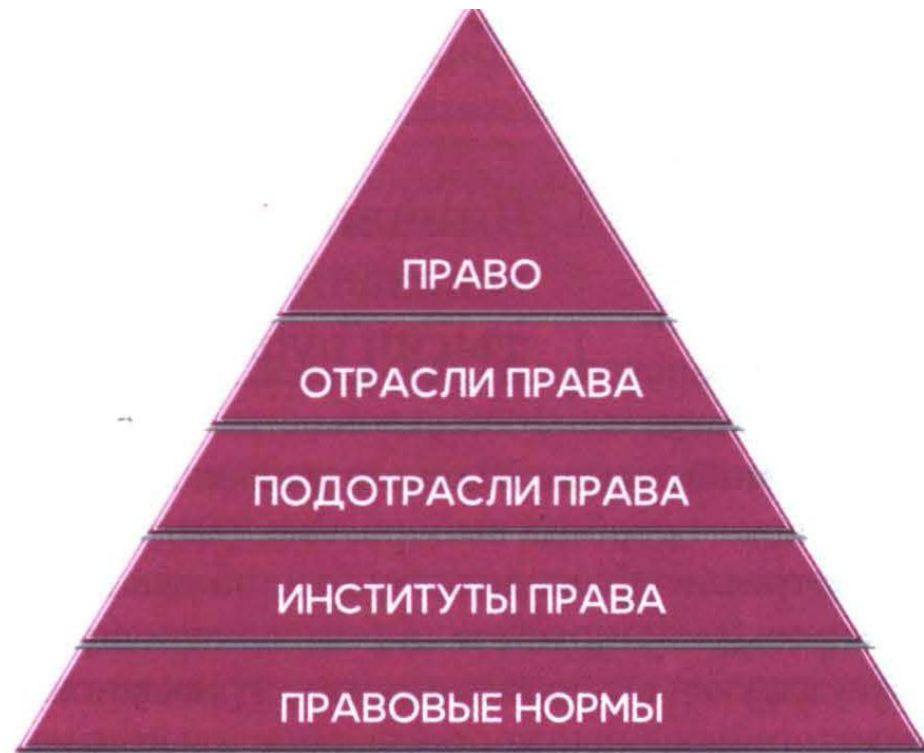 ПРАВО
ОТРАСЛИ ПРАВА
ПОДОТРАСЛИ ПРАВА
ИНСТИТУТЫ ПРАВА
ПРАВОВЫЕ НОРМЫ